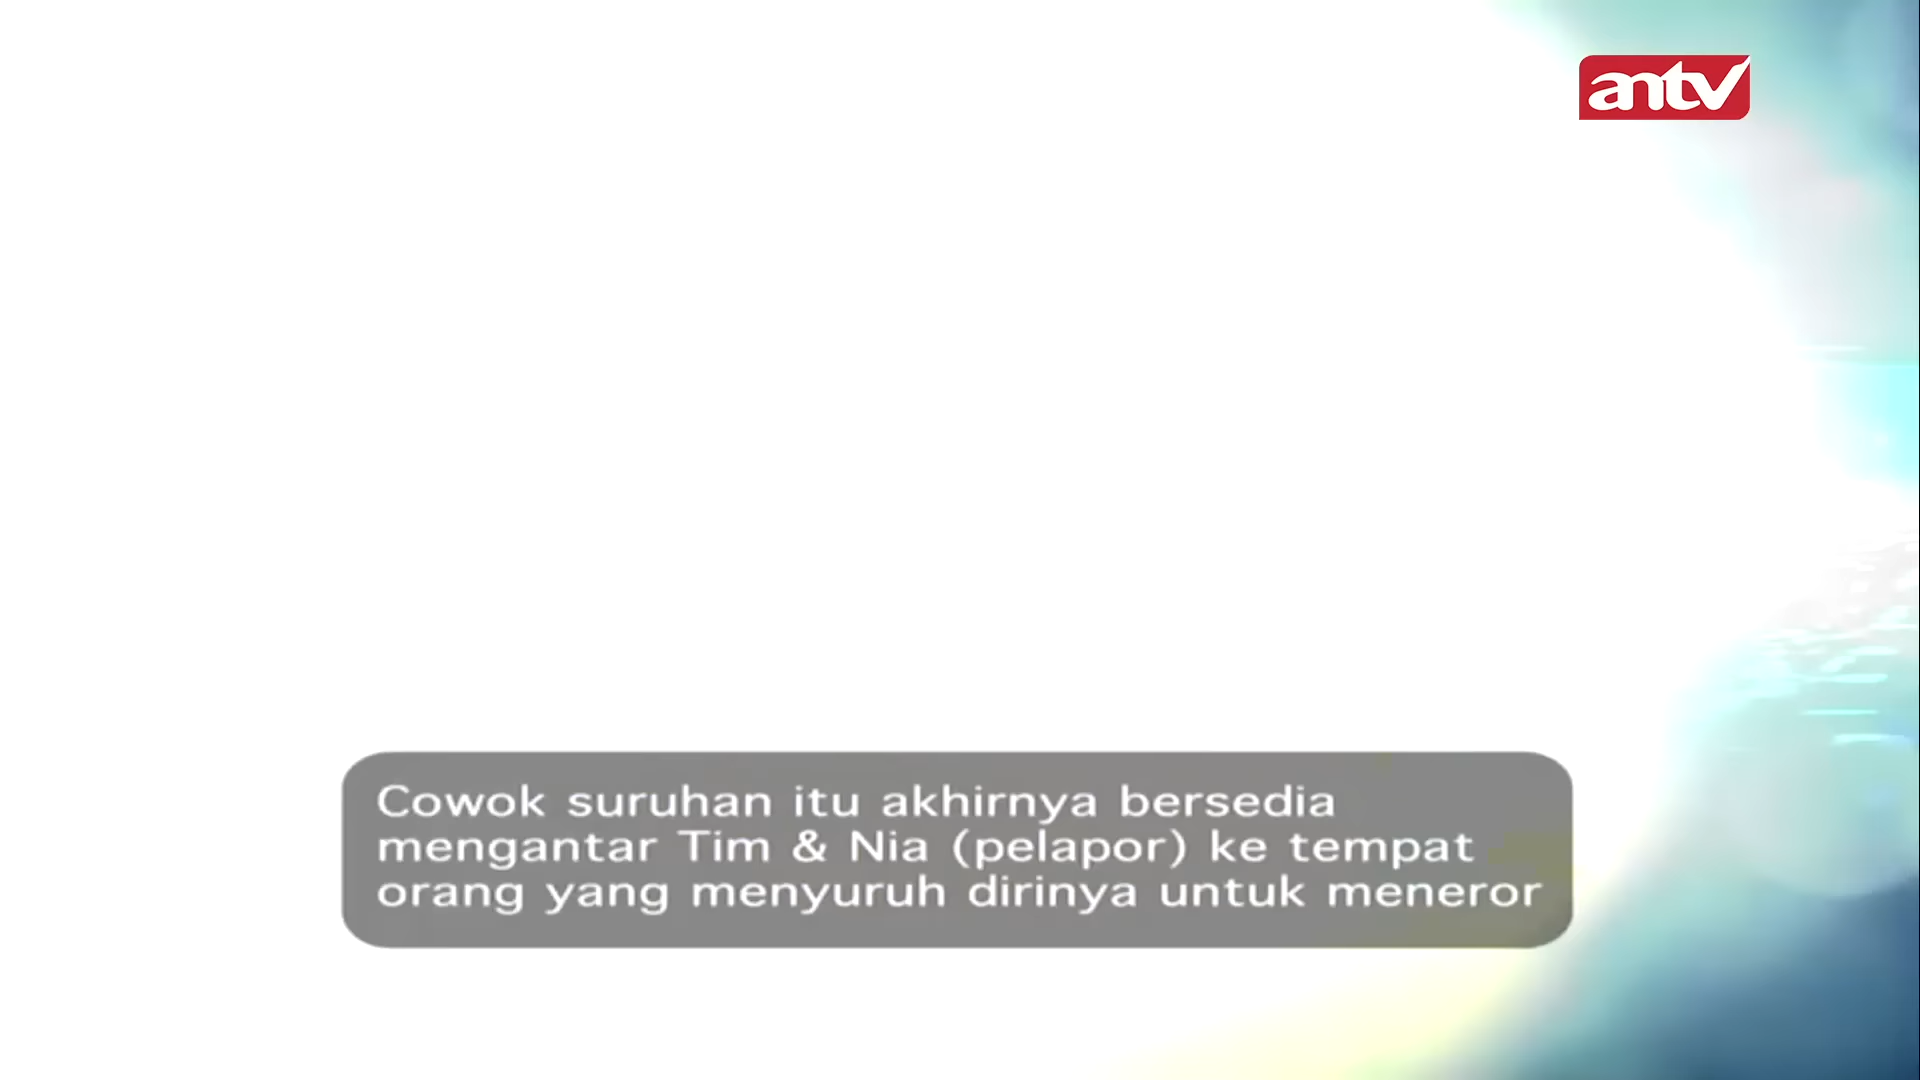 antv
Cowok suruhan itu akhirnya bersedia
mengantar Tim & Nia (pelapor) ke tempat
orang yang menyuruh dirinya untuk meneror